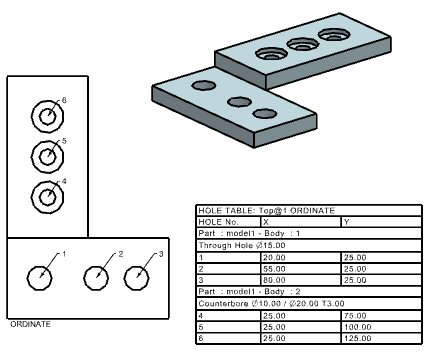 6
5
4
1 2 3
ORDINATE
HOLE TABLE: Top@1 ORDINATE
HOLE No. X Y
Part : model1 - Body : 1
Through Hole Ø15.00
1 20.00 25.00
2 55.00 25.00
3 80.00 25.00
Part : model1 - Body : 2
Counterbore Ø10.00 / Ø20.00 T3.00
4 25.00 75.00
5 25.00 100.00
6 25.00 125.00